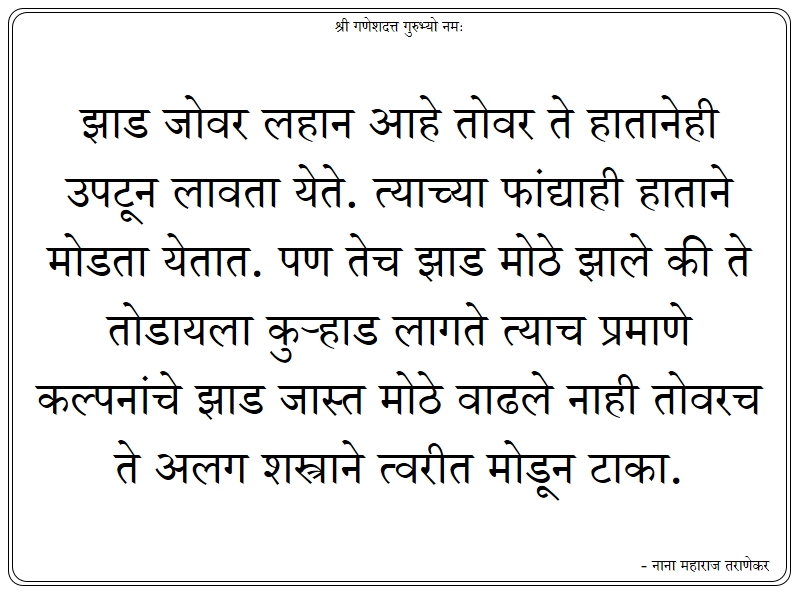 श्री गणेशदत्त गुरुभ्यो नमः
झाड जोवर लहान आहे तोवर ते हातानेही
उपटून लावता येते. त्याच्या फांद्याही हाताने
मोडता येतात. पण तेच झाड मोठे झाले की ते
तोडायला कुऱ्हाड लागते त्याच प्रमाणे
कल्पनांचे झाड जास्त मोठे वाढले नाही तोवरच
ते अलग शस्त्राने त्वरीत मोडून टाका.
- नाना महाराज तराणेकर